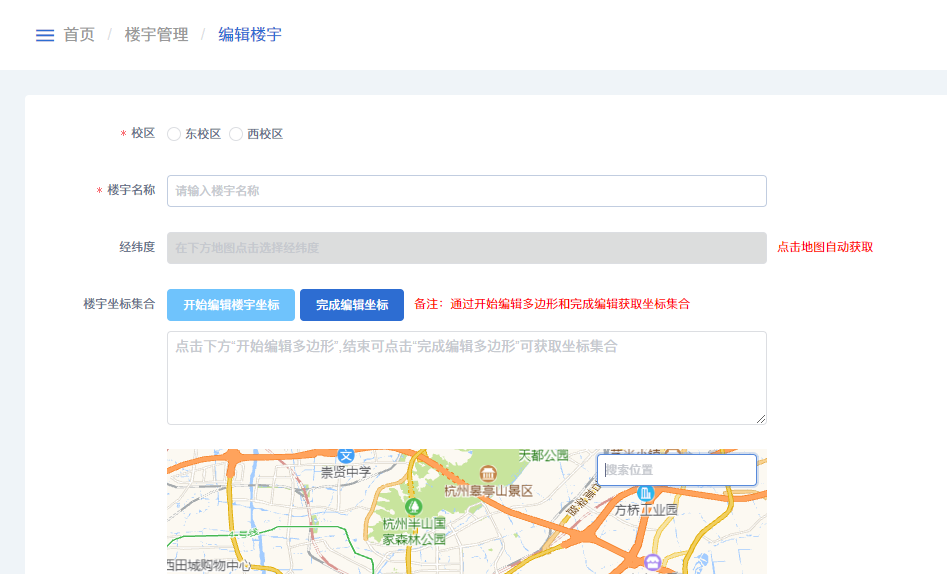 首页 / 楼宇管理 / 编辑楼宇
* 校区 东校区 西校区
* 楼宇名称 请输入楼宇名称
经纬度 在下方地图点击选择经纬度 点击地图自动获取
楼宇坐标集合 开始编辑楼宇坐标 完成编辑坐标 备注：通过开始编辑多边形和完成编辑获取坐标集合
点击下方“开始编辑多边形”,结束可点击“完成编辑多边形”可获取坐标集合
天都公园
搜索位置
崇贤中学
杭州皋亭山景区
方桥工业园
杭州半山国
家森林公园
西田城购物中心